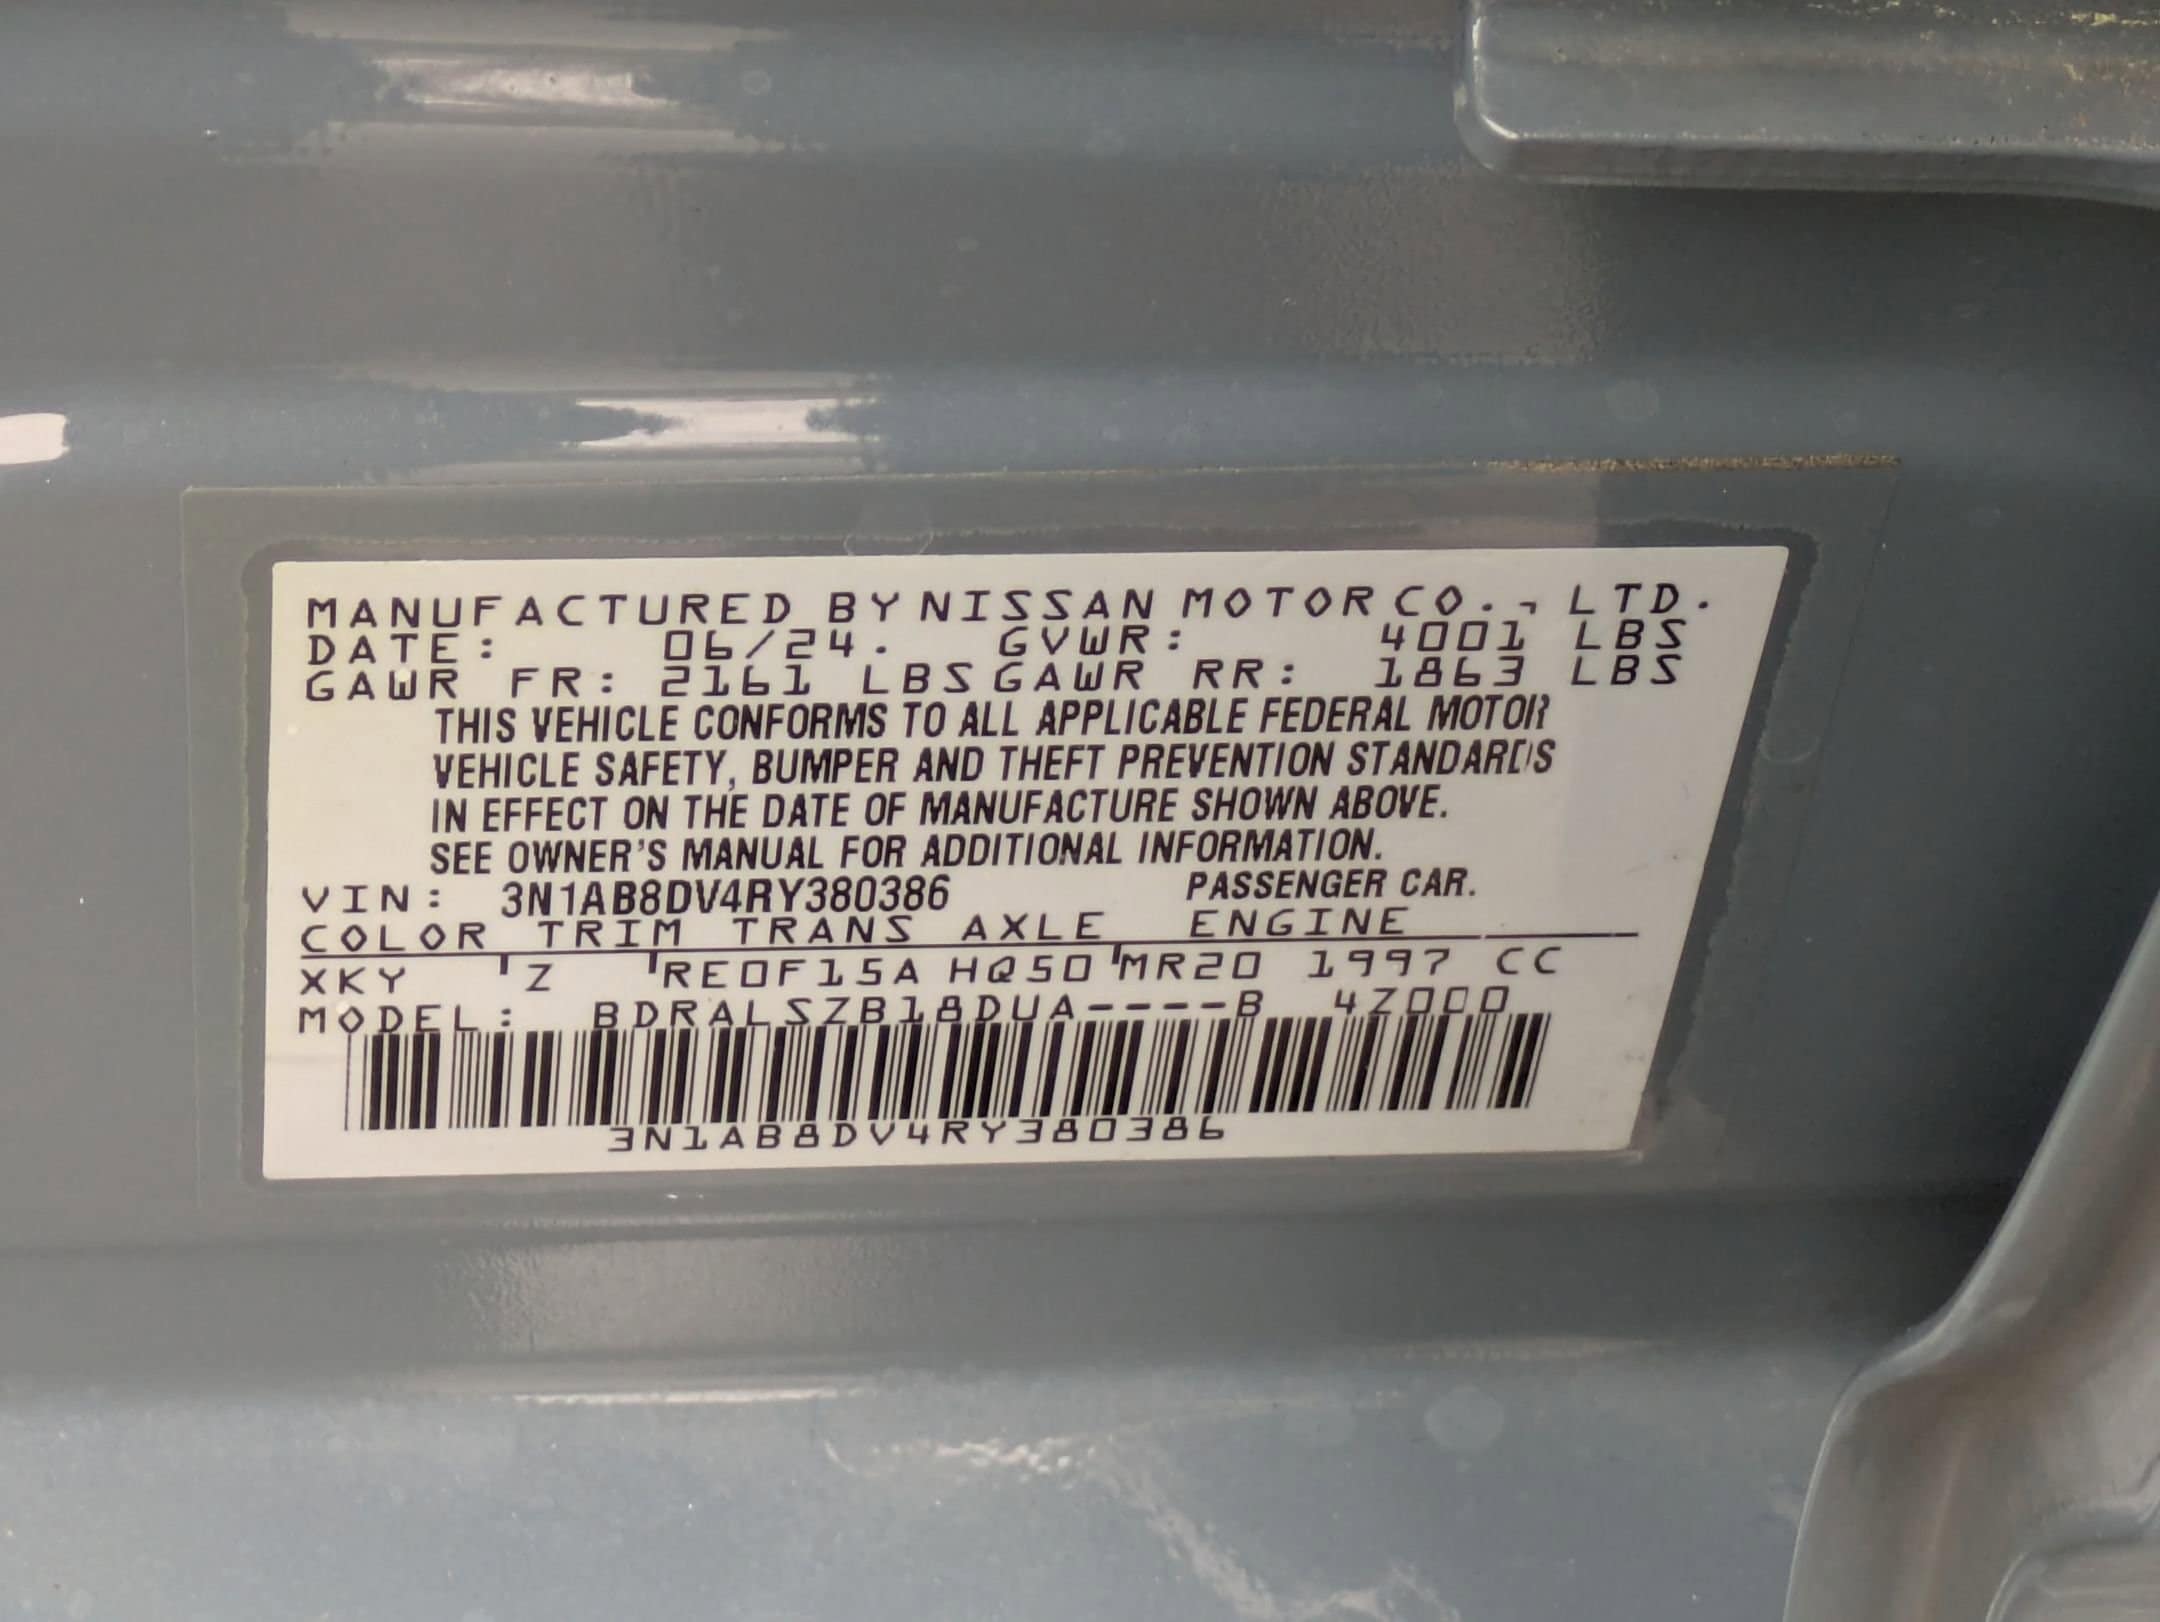 MANUFACTURED BY NISSAN MOTOR CO., LTD.
DATE: 06/24. GVWR: 4001 LBS
GAWR FR: 2161 LBS GAWR RR: 1863 LBS
THIS VEHICLE CONFORMS TO ALL APPLICABLE FEDERAL MOTOR
VEHICLE SAFETY, BUMPER AND THEFT PREVENTION STANDARDS
IN EFFECT ON THE DATE OF MANUFACTURE SHOWN ABOVE.
SEE OWNER'S MANUAL FOR ADDITIONAL INFORMATION.
VIN: 3N1AB8DV4RY380386 PASSENGER CAR.
COLOR TRIM TRANS AXLE ENGINE
XKY Z RE0F15A HQ50 MR20 1997 CC
MODEL: BDRALSZB18DUA----B 4Z000
3N1AB8DV4RY380386